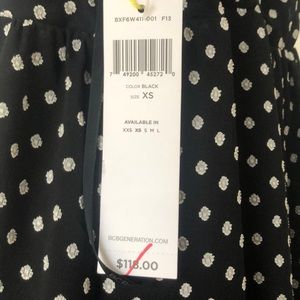 BXF6W411-001 F13
7 49200 45272 0
COLOR BLACK
SIZE XS
AVAILABLE IN
XXS XS S M L
BCBGENERATION.COM
$118.00